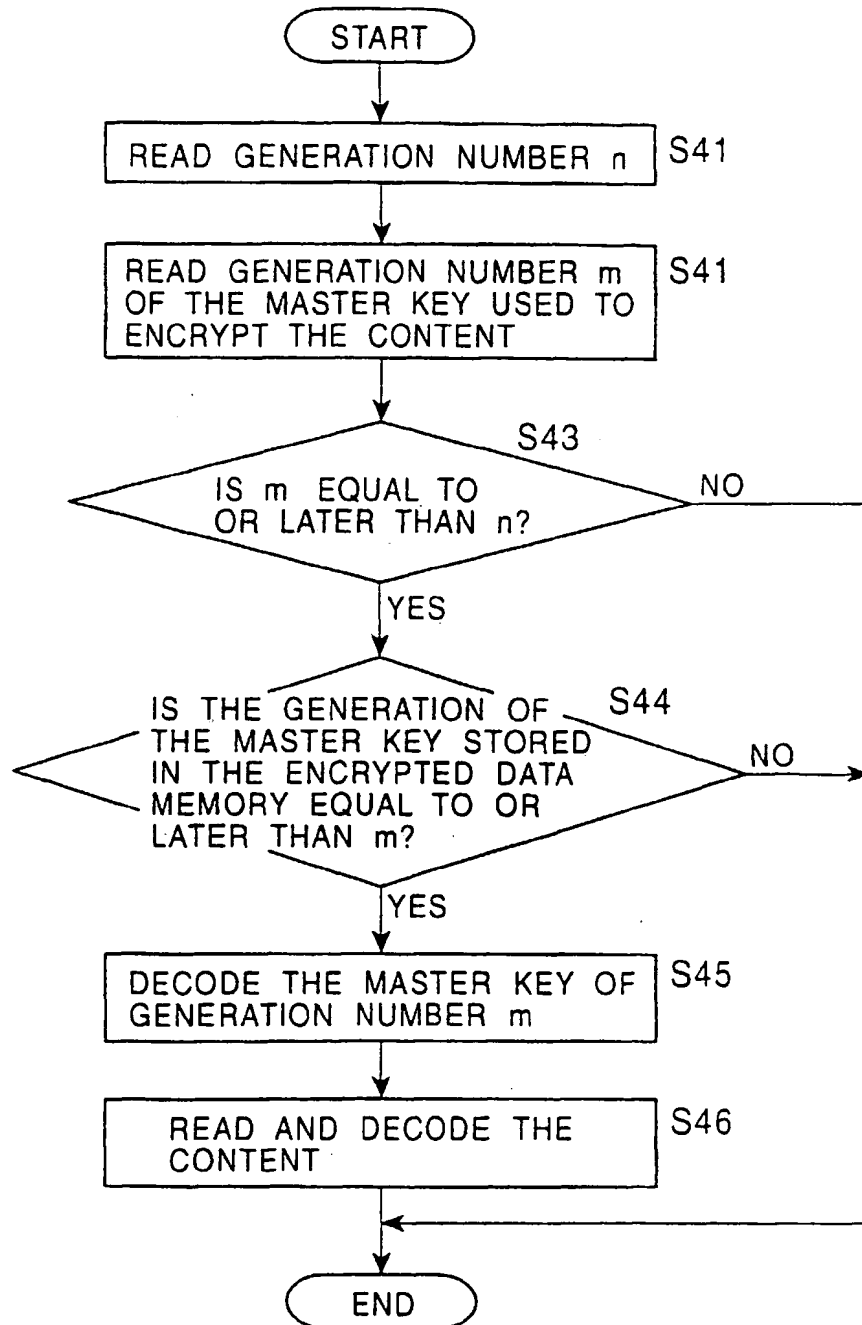 START
READ GENERATION NUMBER n
S41
READ GENERATION NUMBER m
OF THE MASTER KEY USED TO
ENCRYPT THE CONTENT
S41
S43
IS m EQUAL TO
OR LATER THAN n?
NO
YES
S44
IS THE GENERATION OF
THE MASTER KEY STORED
IN THE ENCRYPTED DATA
MEMORY EQUAL TO OR
LATER THAN m?
NO
YES
DECODE THE MASTER KEY OF
GENERATION NUMBER m
S45
READ AND DECODE THE
CONTENT
S46
END